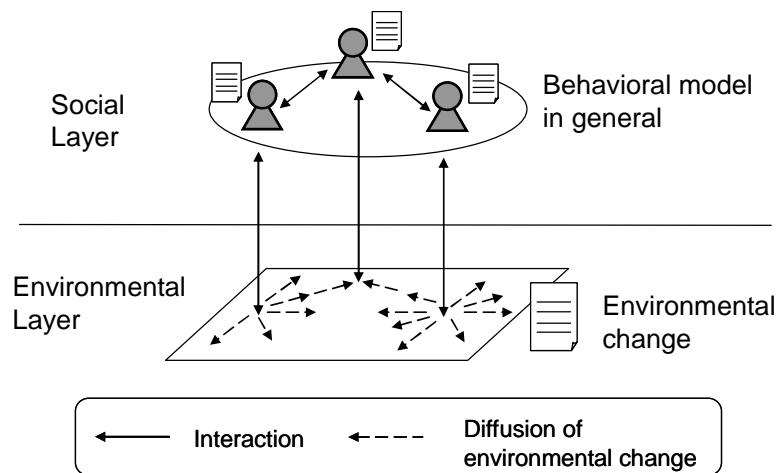 Social
Layer
Behavioral model
in general
Environmental
Layer
Environmental
change
Interaction
Diffusion of
environmental change